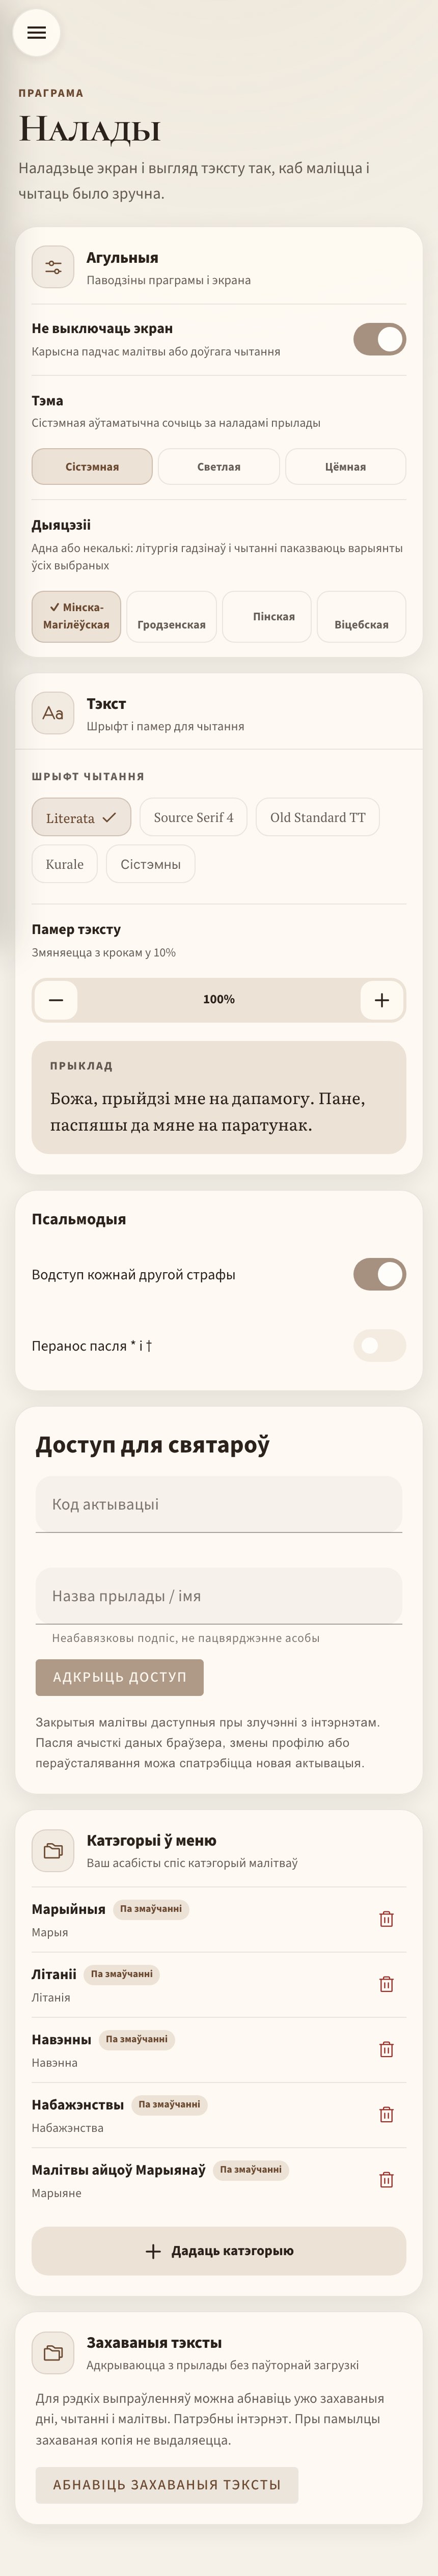 ПРАГРАМА
Налады
Наладзьце экран і выгляд тэксту так, каб маліцца і
чытаць было зручна.
Агульныя
Паводзіны праграмы і экрана
Не выключаць экран
Карысна падчас малітвы або доўгага чытання
Тэма
Сістэмная аўтаматычна сочыць за наладамі прылады
Сістэмная Светлая Цёмная
Дыяцэзіі
Адна або некалькі: літургія гадзінаў і чытанні паказваюць варыянты
ўсіх выбраных
✓ Мінска-
Магілёўская Гродзенская Пінская Віцебская
Aa Тэкст
Шрыфт і памер для чытання
ШРЫФТ ЧЫТАННЯ
Literata ✓ Source Serif 4 Old Standard TT
Kurale Сістэмны
Памер тэксту
Змяняецца з крокам у 10%
− 100% +
ПРЫКЛАД
Божа, прыйдзі мне на дапамогу. Пане,
паспяшы да мяне на паратунак.
Псальмодыя
Водступ кожнай другой страфы
Перанос пасля * і †
Доступ для святароў
Код актывацыі
Назва прылады / імя
Неабавязковы подпіс, не пацвярджэнне асобы
АДКРЫЦЬ ДОСТУП
Закрытыя малітвы даступныя пры злучэнні з інтэрнэтам.
Пасля ачысткі даных браўзера, змены профілю або
пераўсталявання можа спатрэбіцца новая актывацыя.
Катэгорыі ў меню
Ваш асабісты спіс катэгорый малітваў
Марыйныя Па змаўчанні
Марыя
Літаніі Па змаўчанні
Літанія
Навэнны Па змаўчанні
Навэнна
Набажэнствы Па змаўчанні
Набажэнства
Малітвы айцоў Марыянаў Па змаўчанні
Марыяне
+ Дадаць катэгорыю
Захаваныя тэксты
Адкрываюцца з прылады без паўторнай загрузкі
Для рэдкіх выпраўленняў можна абнавіць ужо захаваныя
дні, чытанні і малітвы. Патрэбны інтэрнэт. Пры памылцы
захаваная копія не выдаляецца.
АБНАВІЦЬ ЗАХАВАНЫЯ ТЭКСТЫ